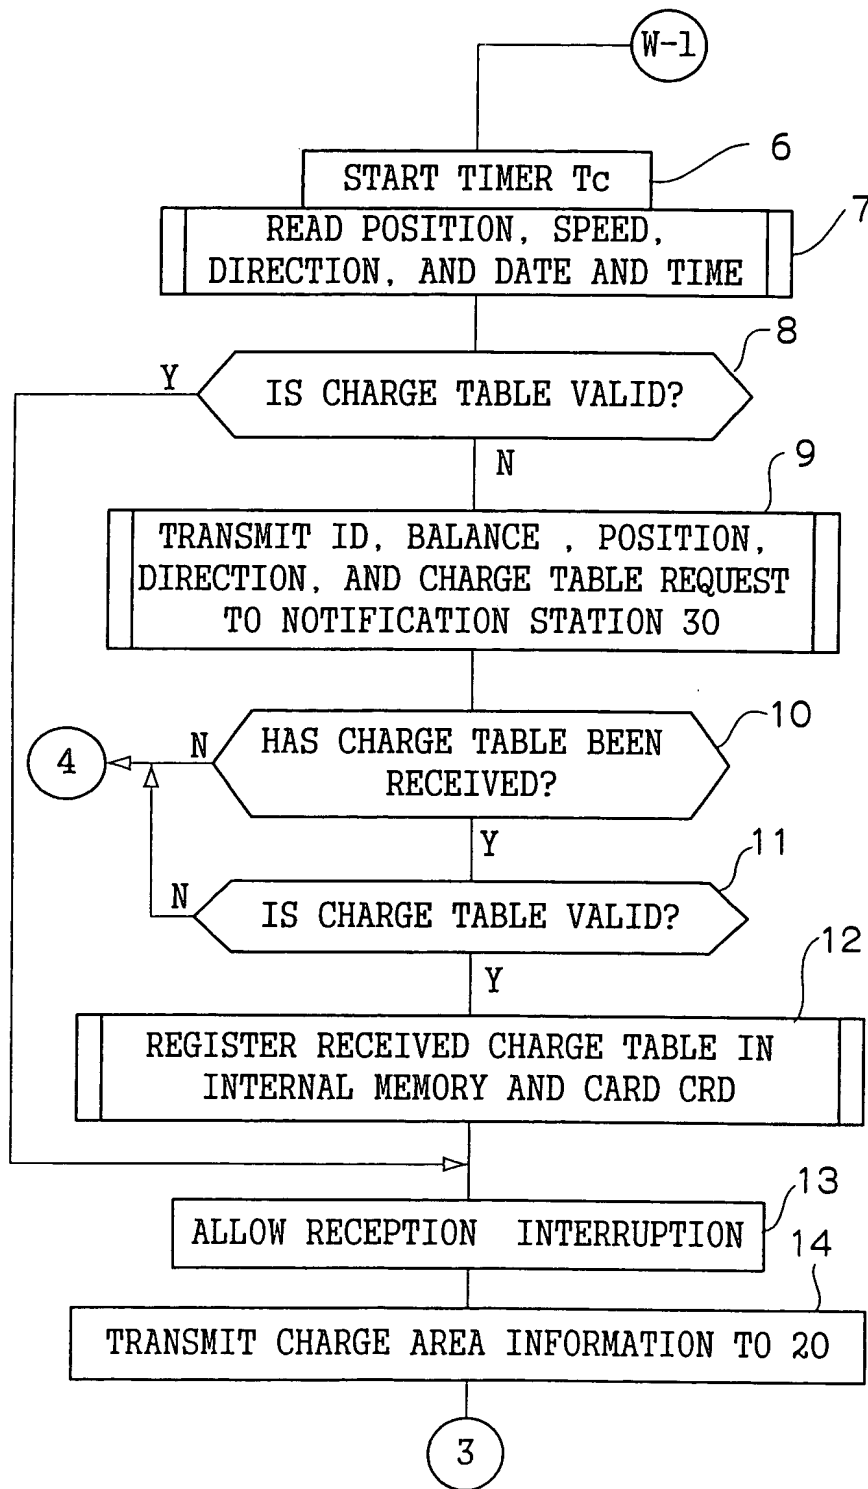 W-1
6
START TIMER Tc
7
READ POSITION, SPEED,
DIRECTION, AND DATE AND TIME
8
Y
IS CHARGE TABLE VALID?
N
9
TRANSMIT ID, BALANCE , POSITION,
DIRECTION, AND CHARGE TABLE REQUEST
TO NOTIFICATION STATION 30
10
4
N
HAS CHARGE TABLE BEEN
RECEIVED?
Y
11
N
IS CHARGE TABLE VALID?
Y
12
REGISTER RECEIVED CHARGE TABLE IN
INTERNAL MEMORY AND CARD CRD
13
ALLOW RECEPTION INTERRUPTION
14
TRANSMIT CHARGE AREA INFORMATION TO 20
3